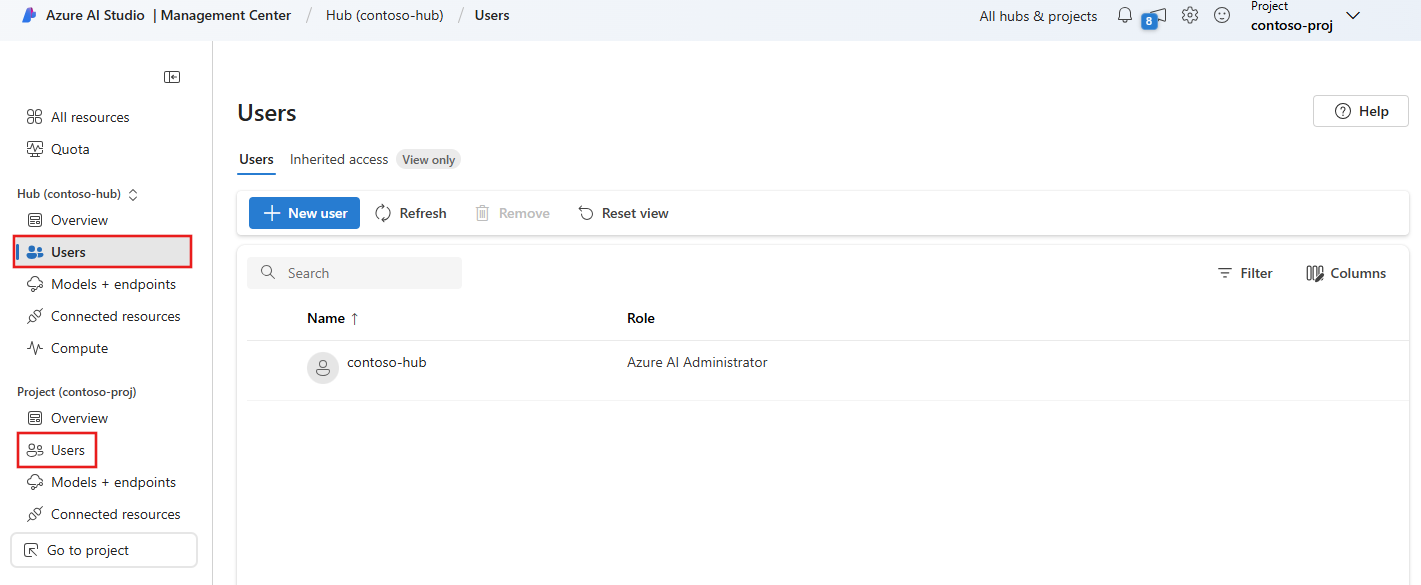 Azure AI Studio | Management Center / Hub (contoso-hub) / Users
All hubs & projects
8
Project
contoso-proj
All resources
Quota
Hub (contoso-hub)
Overview
Users
Models + endpoints
Connected resources
Compute
Project (contoso-proj)
Overview
Users
Models + endpoints
Connected resources
Go to project
Users
Help
Users Inherited access View only
New user Refresh Remove Reset view
Search
Filter Columns
Name ↑ Role
contoso-hub Azure AI Administrator